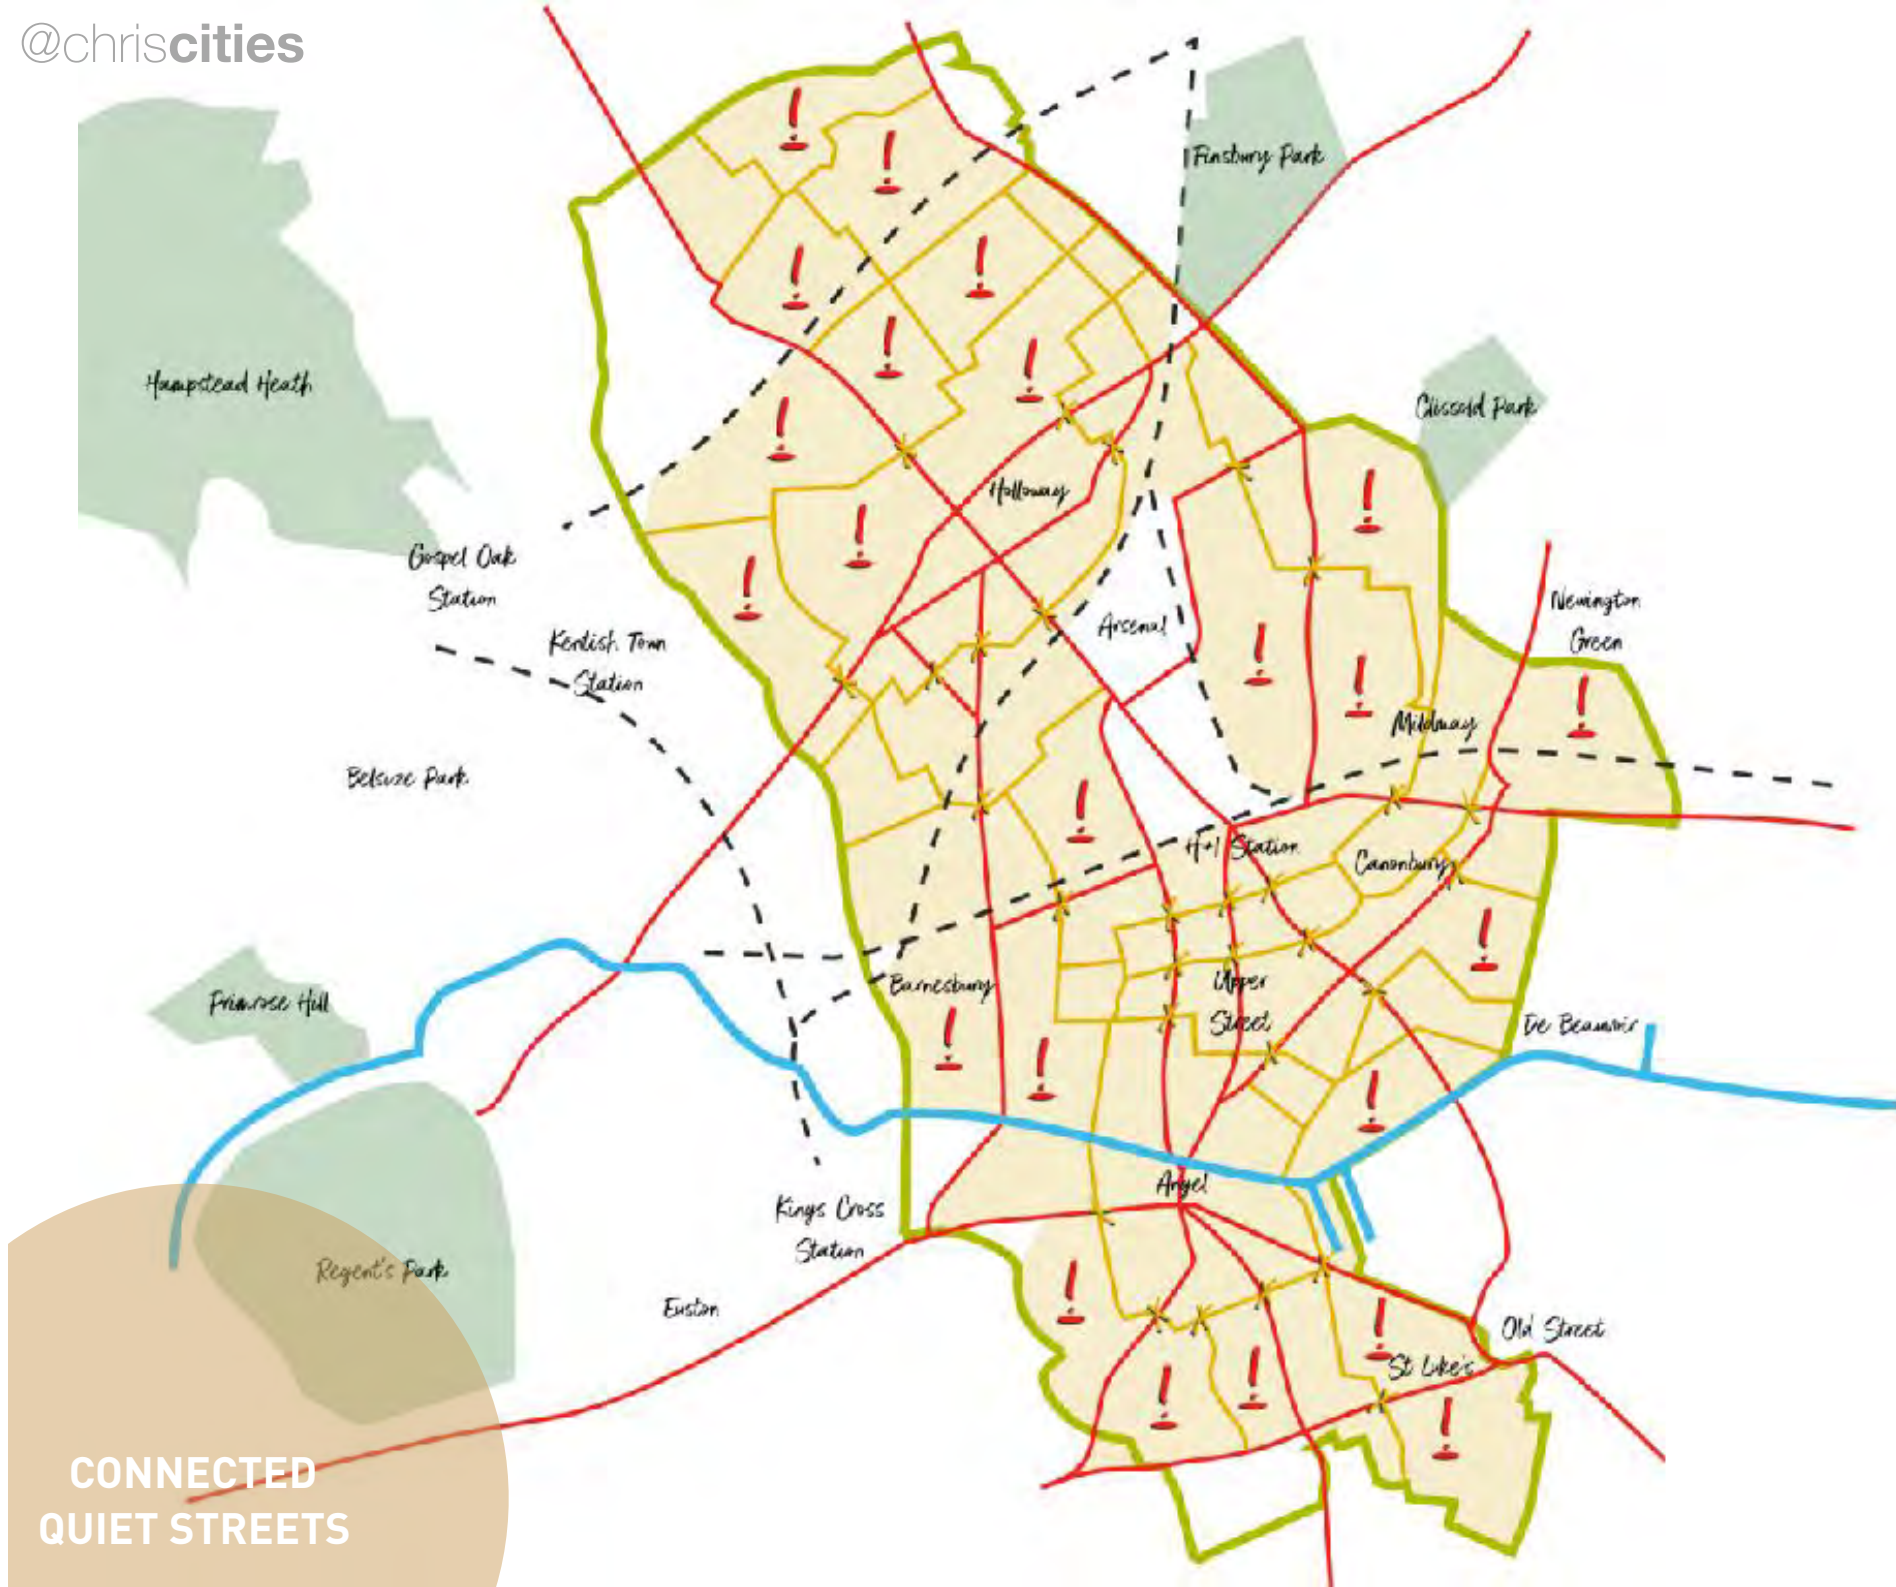 @chriscities
Finsbury Park
Hampstead Heath
Clissold Park
Holloway
Gospel Oak
Station
Newington
Green
Arsenal
Kentish Town
Station
Mildmay
Belsize Park
H+I Station
Canonbury
Barnesbury
Upper
Street
Primrose Hill
De Beauvoir
Angel
Kings Cross
Station
Regent's Park
Euston
Old Street
St Luke's
CONNECTED
QUIET STREETS